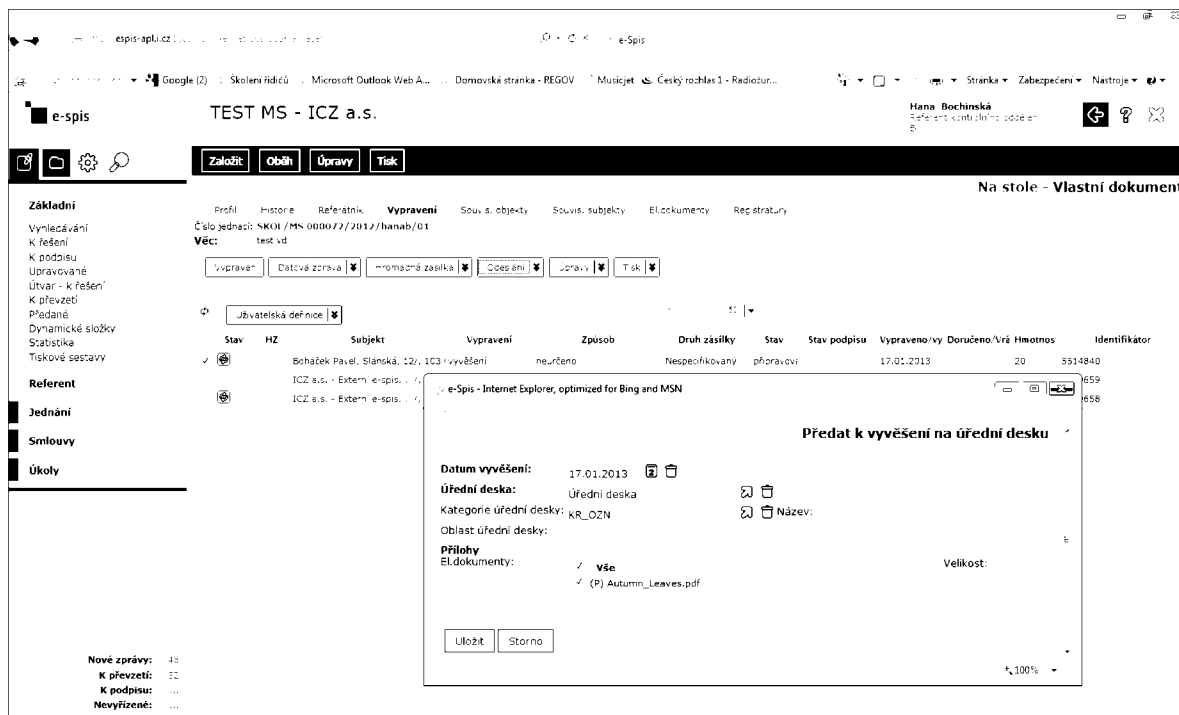 espis-apl.i.cz
e-Spis
Google (2) Školení řidičů Microsoft Outlook Web A... Domovská stránka - REGOV Musicjet Český rozhlas 1 - Radiožur... Stránka Zabezpečení Nástroje
e-spis TEST MS - ICZ a.s. Hana Bochinská
Referent kontrolního oddělen
Založit Oběh Úpravy Tisk
Na stole - Vlastní dokument
Základní
Profil Historie Referátník Vypravení Souvis. objekty Souvis. subjekty El.dokumenty Registratury
Číslo jednací: SKOL/MS 000072/2012/hanab/01
Věc: test vd
Vyhledávání
K řešení
K podpisu
Upravované
Útvar - k řešení
K převzetí
Předané
Dynamické složky
Statistika
Tiskové sestavy
Referent
Jednání
Smlouvy
Úkoly
Vypravení Datová zpráva Hromadná zásilka Odeslání Úpravy Tisk
Uživatelská definice
Stav HZ Subjekt Vypravení Způsob Druh zásilky Stav Stav podpisu Vypraveno/vy Doručeno/Vrá Hmotnos Identifikátor
Boháček Pavel, Slánská, 12/, 103 vyvěšení neurčeno Nespecifikovaný připravova 17.01.2013 20 5514840
ICZ a.s. - Externí e-spis, 659
ICZ a.s. - Externí e-spis, 658
e-Spis - Internet Explorer, optimized for Bing and MSN
Předat k vyvěšení na úřední desku
Datum vyvěšení: 17.01.2013
Úřední deska: Úřední deska
Kategorie úřední desky: KR_OZN Název:
Oblast úřední desky:
Přílohy
El.dokumenty: Vše Velikost:
(P) Autumn_Leaves.pdf
Uložit Storno
100%
Nové zprávy:
K převzetí:
K podpisu:
Nevyřízené: